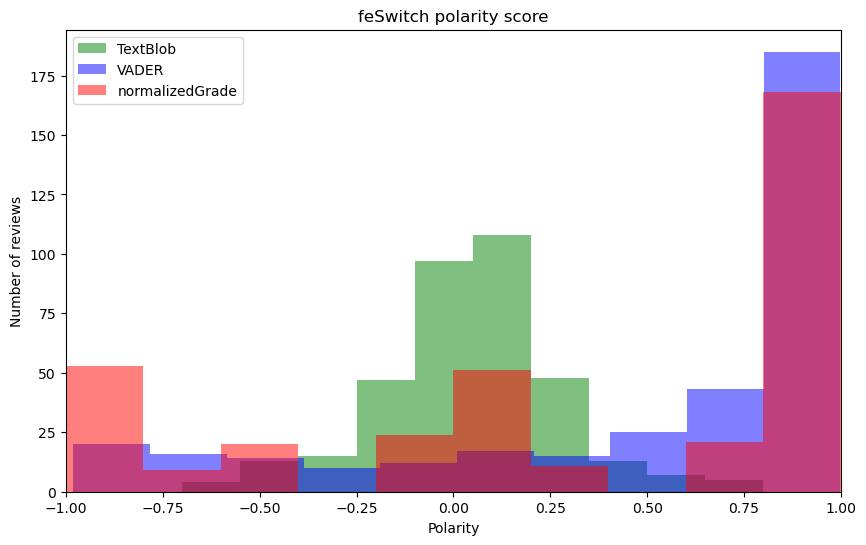 feSwitch polarity score
TextBlob
VADER
normalizedGrade
Number of reviews
175
150
125
100
75
50
25
0
−1.00 −0.75 −0.50 −0.25 0.00 0.25 0.50 0.75 1.00
Polarity